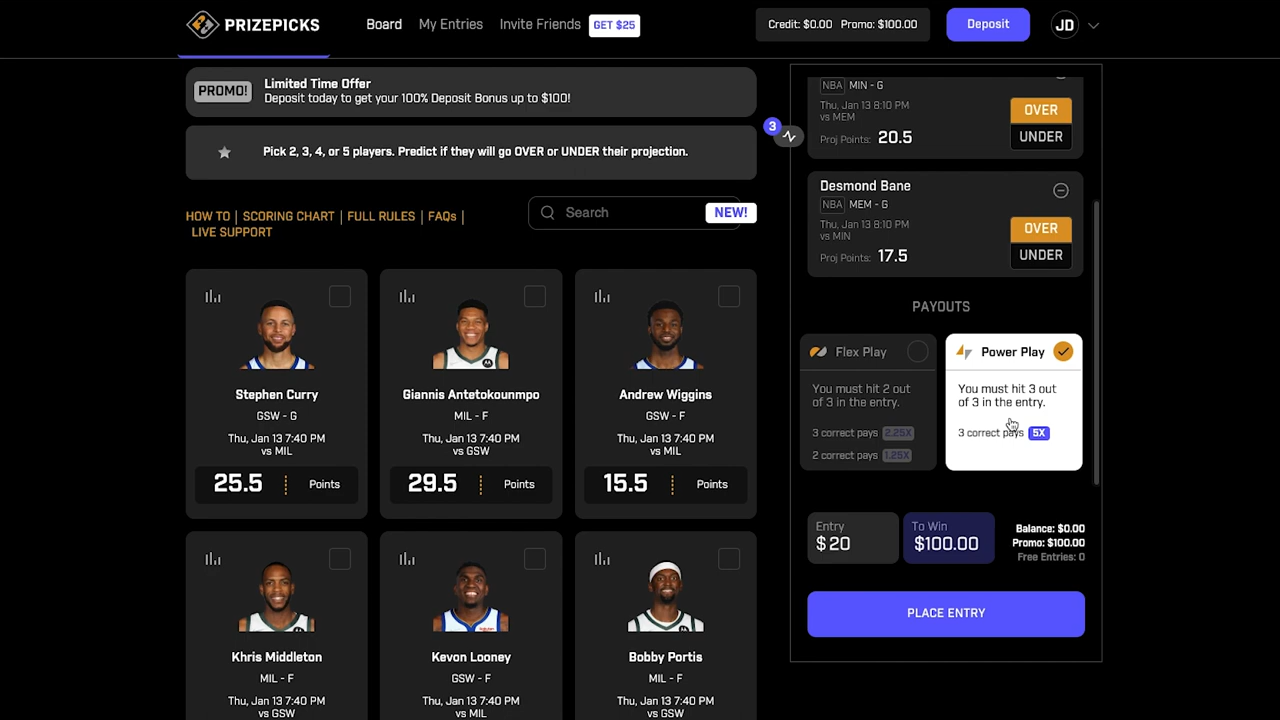 PRIZEPICKS
Board
My Entries
Invite Friends
GET $25
Credit: $0.00 Promo: $100.00
Deposit
JD
PROMO!
Limited Time Offer
Deposit today to get your 100% Deposit Bonus up to $100!
Pick 2, 3, 4, or 5 players. Predict if they will go OVER or UNDER their projection.
3
HOW TO | SCORING CHART | FULL RULES | FAQs |
LIVE SUPPORT
Search
NEW!
Stephen Curry
GSW - G
Thu, Jan 13 7:40 PM
vs MIL
25.5
Points
Giannis Antetokounmpo
MIL - F
Thu, Jan 13 7:40 PM
vs GSW
29.5
Points
Andrew Wiggins
GSW - F
Thu, Jan 13 7:40 PM
vs MIL
15.5
Points
Khris Middleton
MIL - F
Thu, Jan 13 7:40 PM
vs GSW
Kevon Looney
GSW - F
Thu, Jan 13 7:40 PM
vs MIL
Bobby Portis
MIL - F
Thu, Jan 13 7:40 PM
vs GSW
NBA MIN - G
Thu, Jan 13 8:10 PM
vs MEM
Proj Points: 20.5
OVER
UNDER
Desmond Bane
NBA MEM - G
Thu, Jan 13 8:10 PM
vs MIN
Proj Points: 17.5
OVER
UNDER
PAYOUTS
Flex Play
You must hit 2 out
of 3 in the entry.
3 correct pays 2.25X
2 correct pays 1.25X
Power Play
You must hit 3 out
of 3 in the entry.
3 correct pays 5X
Entry
$ 20
To Win
$100.00
Balance: $0.00
Promo: $100.00
Free Entries: 0
PLACE ENTRY